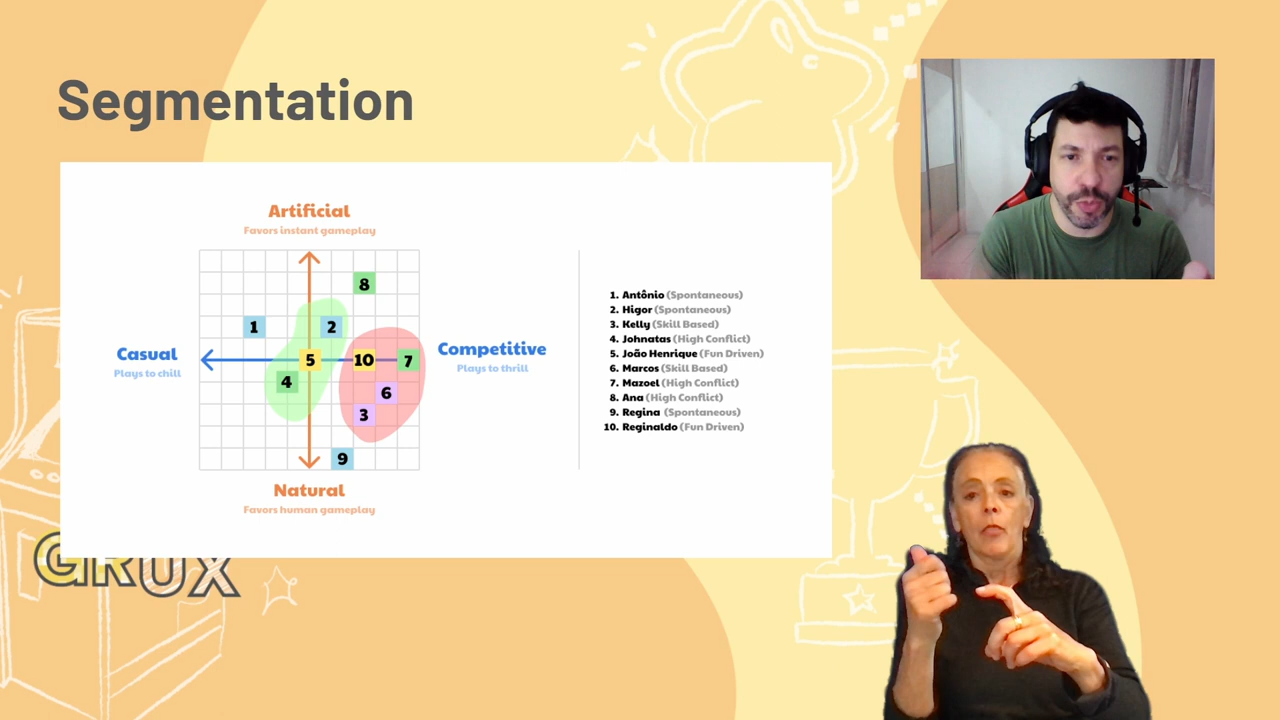 Segmentation
Artificial
Favors instant gameplay
8
1
2
Casual
Plays to chill
5
10
7
Competitive
Plays to thrill
4
6
3
9
Natural
Favors human gameplay
1. Antônio (Spontaneous)
2. Higor (Spontaneous)
3. Kelly (Skill Based)
4. Johnatas (High Conflict)
5. João Henrique (Fun Driven)
6. Marcos (Skill Based)
7. Mazoel (High Conflict)
8. Ana (High Conflict)
9. Regina (Spontaneous)
10. Reginaldo (Fun Driven)
GRUX